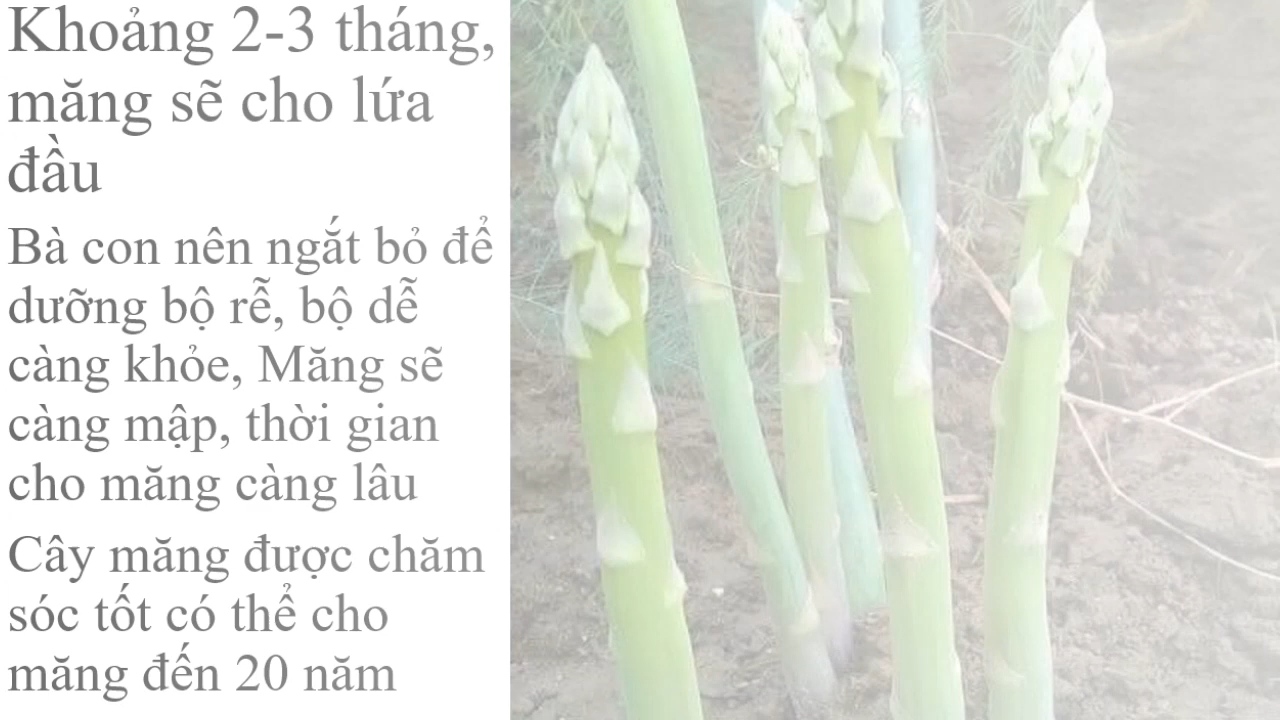 Khoảng 2-3 tháng,
măng sẽ cho lứa
đầu
Bà con nên ngắt bỏ để
dưỡng bộ rễ, bộ dễ
càng khỏe, Măng sẽ
càng mập, thời gian
cho măng càng lâu
Cây măng được chăm
sóc tốt có thể cho
măng đến 20 năm